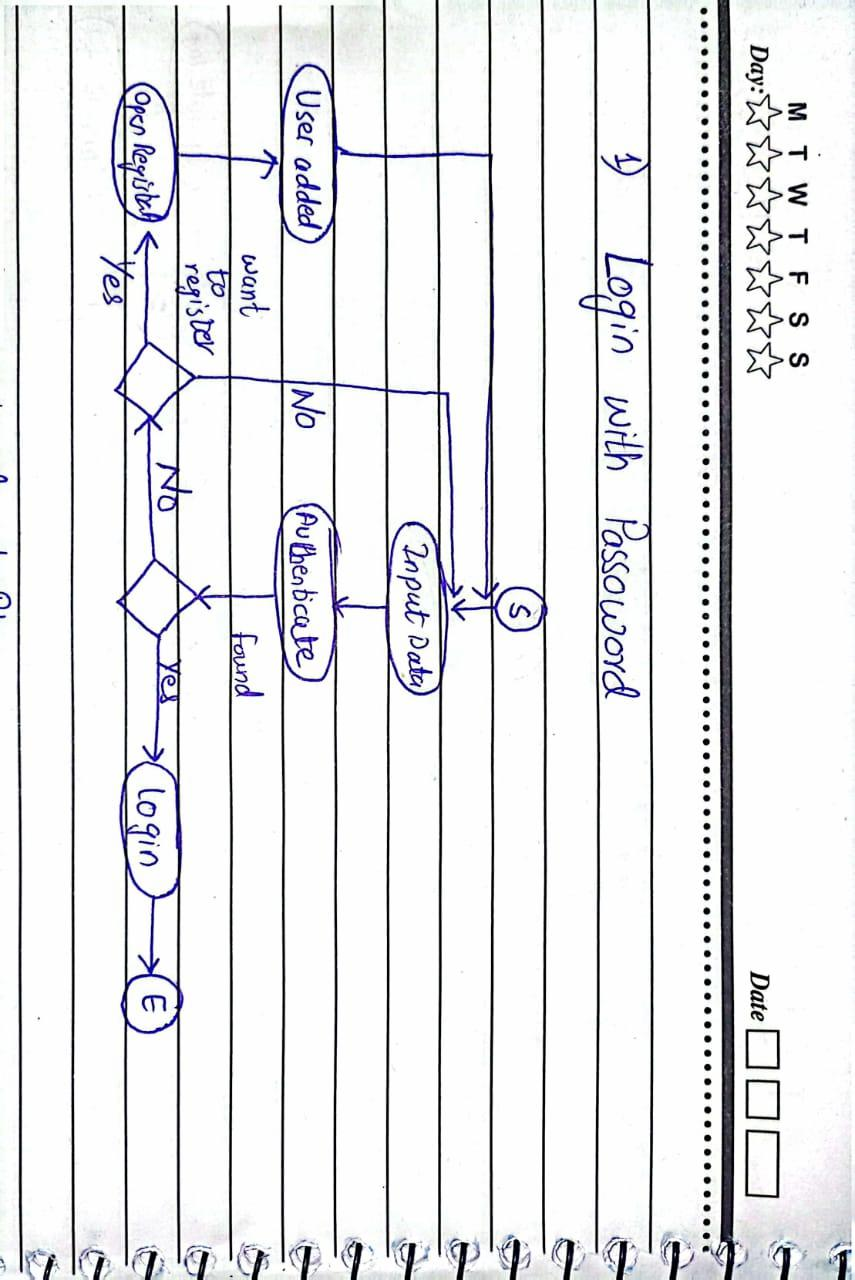 M T W T F S S
Day:
Date
1) Login with Passoword
S
Input Data
User added
No
Authenticate
want
to
register
found
Open Register
Yes
No
Yes
Login
E